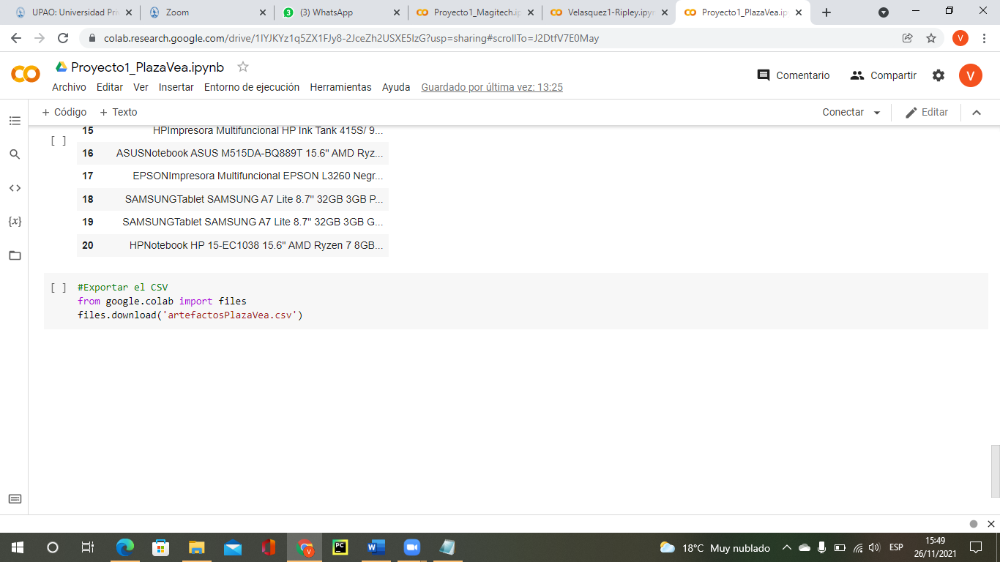 UPAO: Universidad Pri
Zoom
(3) WhatsApp
Proyecto1_Magitech.ip
Velasquez1-Ripley.ipy
Proyecto1_PlazaVea.ip
colab.research.google.com/drive/1IYJKYz1q5ZX1FJy8-2JceZh2USXE5IzG?usp=sharing#scrollTo=J2DtfV7E0May
V
Proyecto1_PlazaVea.ipynb
Comentario
Compartir
V
Archivo Editar Ver Insertar Entorno de ejecución Herramientas Ayuda Guardado por última vez: 13:25
+ Código + Texto
Conectar
Editar
15 HPImpresora Multifuncional HP Ink Tank 415S/ 9...
[ ]
16 ASUSNotebook ASUS M515DA-BQ889T 15.6" AMD Ryz...
17 EPSONImpresora Multifuncional EPSON L3260 Negr...
18 SAMSUNGTablet SAMSUNG A7 Lite 8.7" 32GB 3GB P...
19 SAMSUNGTablet SAMSUNG A7 Lite 8.7" 32GB 3GB G...
20 HPNotebook HP 15-EC1038 15.6" AMD Ryzen 7 8GB...
[ ] #Exportar el CSV
from google.colab import files
files.download('artefactosPlazaVea.csv')
18°C Muy nublado
ESP
15:49
26/11/2021